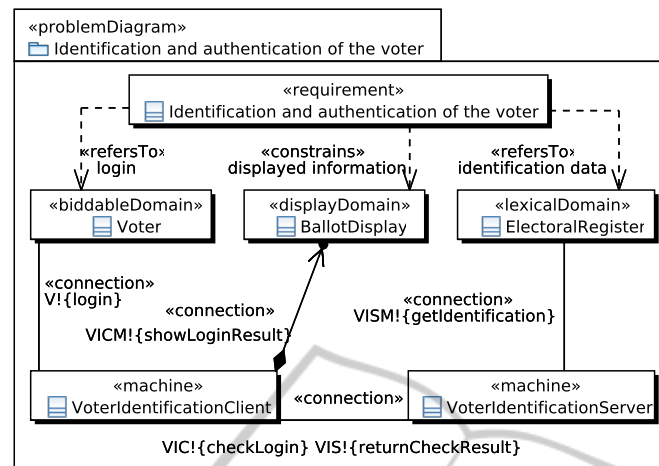 «problemDiagram»
Identification and authentication of the voter
«requirement»
Identification and authentication of the voter
«refersTo»
login
«constrains»
displayed information
«refersTo»
identification data
«biddableDomain»
Voter
«displayDomain»
BallotDisplay
«lexicalDomain»
ElectoralRegister
«connection»
V!{login}
«connection»
VICM!{showLoginResult}
«connection»
VISM!{getIdentification}
«machine»
VoterIdentificationClient
«connection»
«machine»
VoterIdentificationServer
VIC!{checkLogin} VIS!{returnCheckResult}